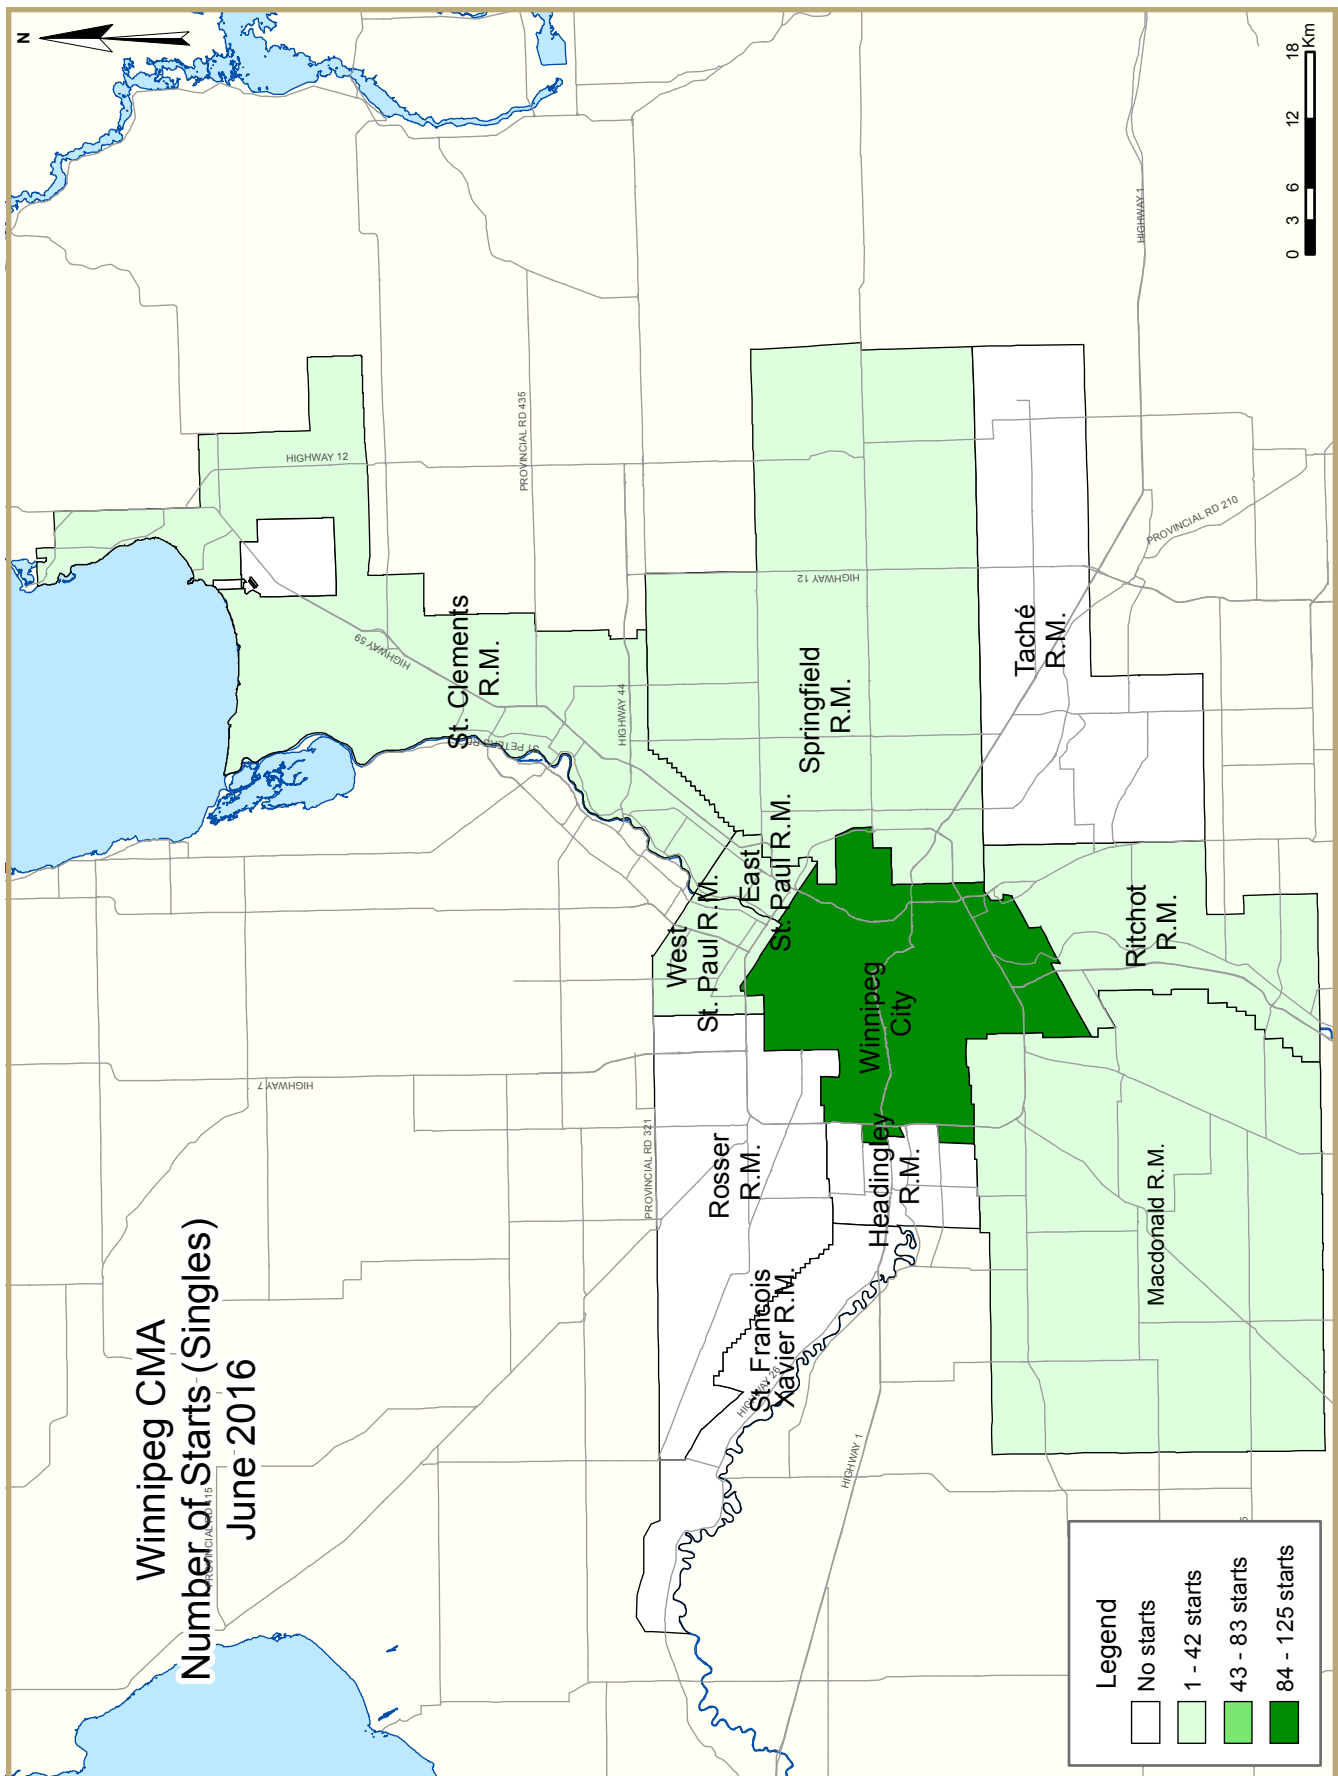 Winnipeg CMA
Number of Starts (Singles)
June 2016
N
HIGHWAY 12
PROVINCIAL RD 435
HIGHWAY 59
St. Clements
R.M.
HIGHWAY 44
HIGHWAY 7
PROVINCIAL RD 321
West
St. Paul R.M.
East
St. Paul R.M.
Springfield
R.M.
HIGHWAY 12
HIGHWAY 1
Rosser
R.M.
St. François
Xavier R.M.
HIGHWAY 26
Headingley
R.M.
Winnipeg
City
Taché
R.M.
PROVINCIAL RD 210
Ritchot
R.M.
Macdonald R.M.
HIGHWAY 1
Legend
No starts
1 - 42 starts
43 - 83 starts
84 - 125 starts
0 3 6 12 18
Km